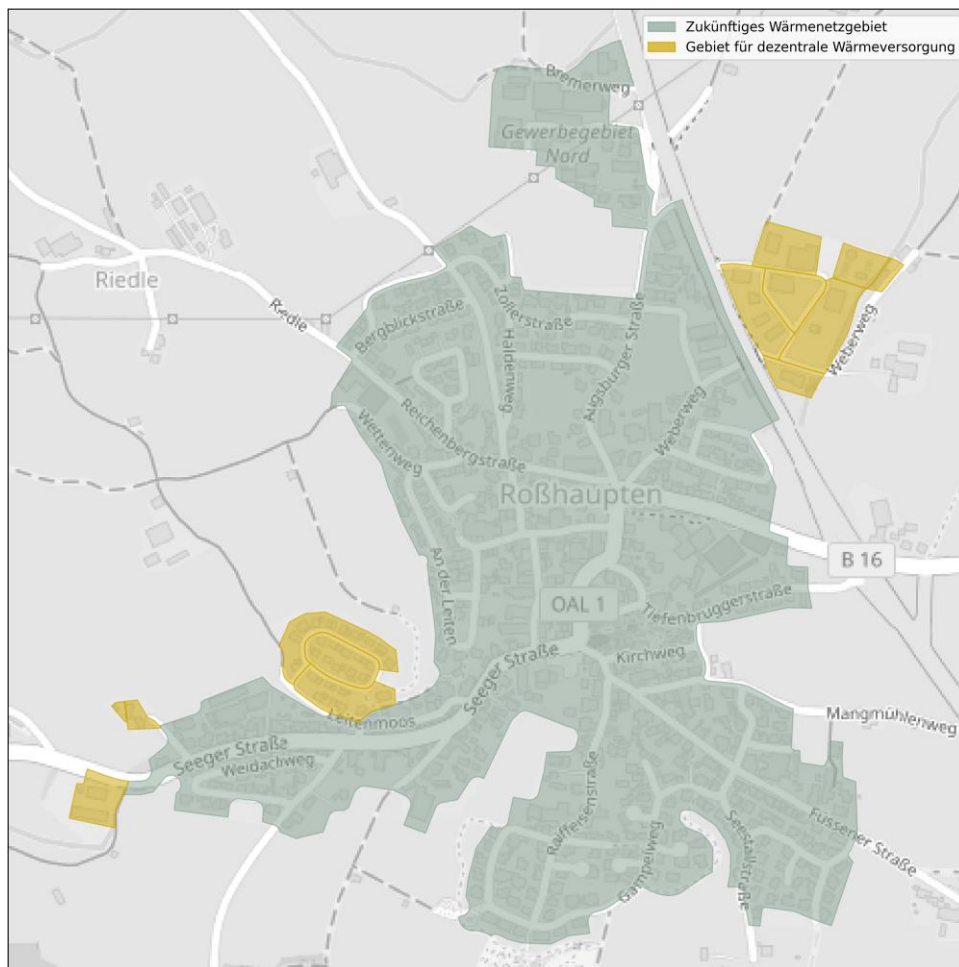 Zukünftiges Wärmenetzgebiet
Gebiet für dezentrale Wärmeversorgung
Bremerweg
Gewerbegebiet
Nord
Riedle
Riedle
Bergblickstraße
Zollerstraße
Haldenweg
Augsburger Straße
Weberweg
Weberweg
Reichenbergstraße
Wettenweg
Roßhaupten
B 16
An der Leiten
OAL 1
Tiefenbruggerstraße
Kirchweg
Seeger Straße
Leitenmoos
Mangmühlenweg
Seeger Straße
Weidachweg
Raiffeisenstraße
Füssener Straße
Gampelweg
Seestallstraße